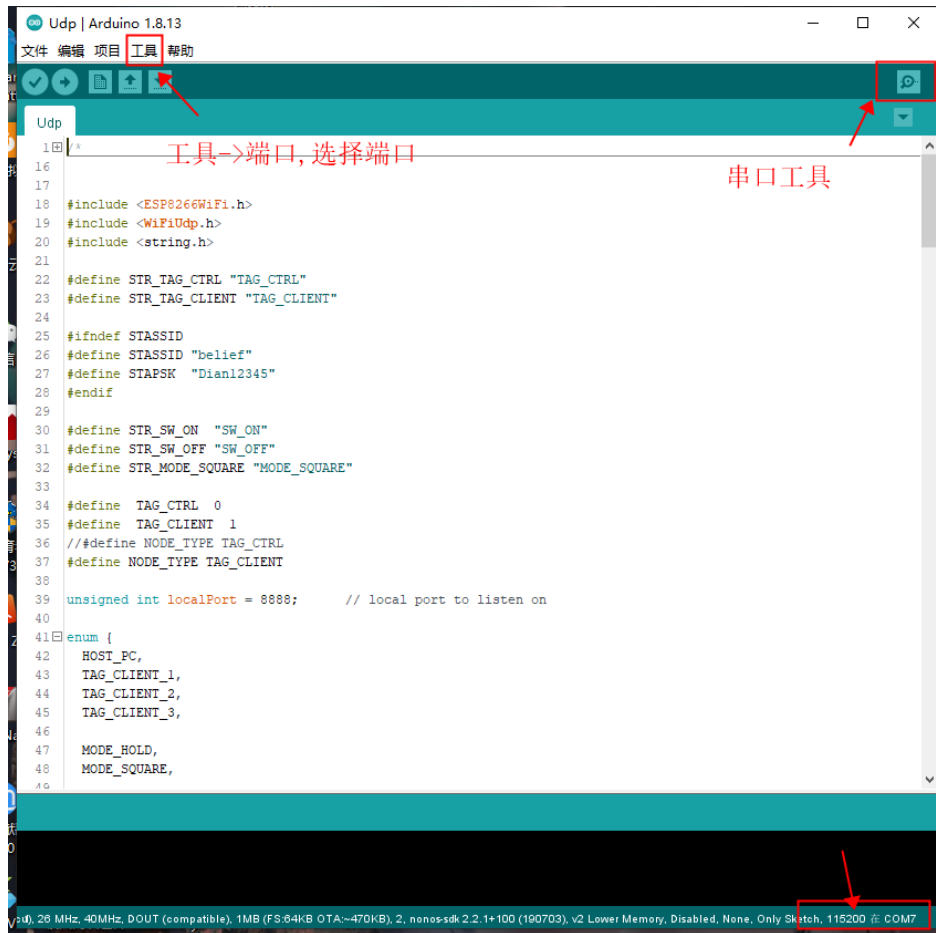 Udp | Arduino 1.8.13
文件 编辑 项目 工具 帮助
Udp
工具->端口,选择端口
串口工具
1 /*
16
17
18 #include <ESP8266WiFi.h>
19 #include <WiFiUdp.h>
20 #include <string.h>
21
22 #define STR_TAG_CTRL "TAG_CTRL"
23 #define STR_TAG_CLIENT "TAG_CLIENT"
24
25 #ifndef STASSID
26 #define STASSID "belief"
27 #define STAPSK "Dian12345"
28 #endif
29
30 #define STR_SW_ON "SW_ON"
31 #define STR_SW_OFF "SW_OFF"
32 #define STR_MODE_SQUARE "MODE_SQUARE"
33
34 #define TAG_CTRL 0
35 #define TAG_CLIENT 1
36 //#define NODE_TYPE TAG_CTRL
37 #define NODE_TYPE TAG_CLIENT
38
39 unsigned int localPort = 8888; // local port to listen on
40
41 enum {
42 HOST_PC,
43 TAG_CLIENT_1,
44 TAG_CLIENT_2,
45 TAG_CLIENT_3,
46
47 MODE_HOLD,
48 MODE_SQUARE,
49
26 MHz, 40MHz, DOUT (compatible), 1MB (FS:64KB OTA:~470KB), 2, nonos-sdk 2.2.1+100 (190703), v2 Lower Memory, Disabled, None, Only Sketch, 115200 在 COM7